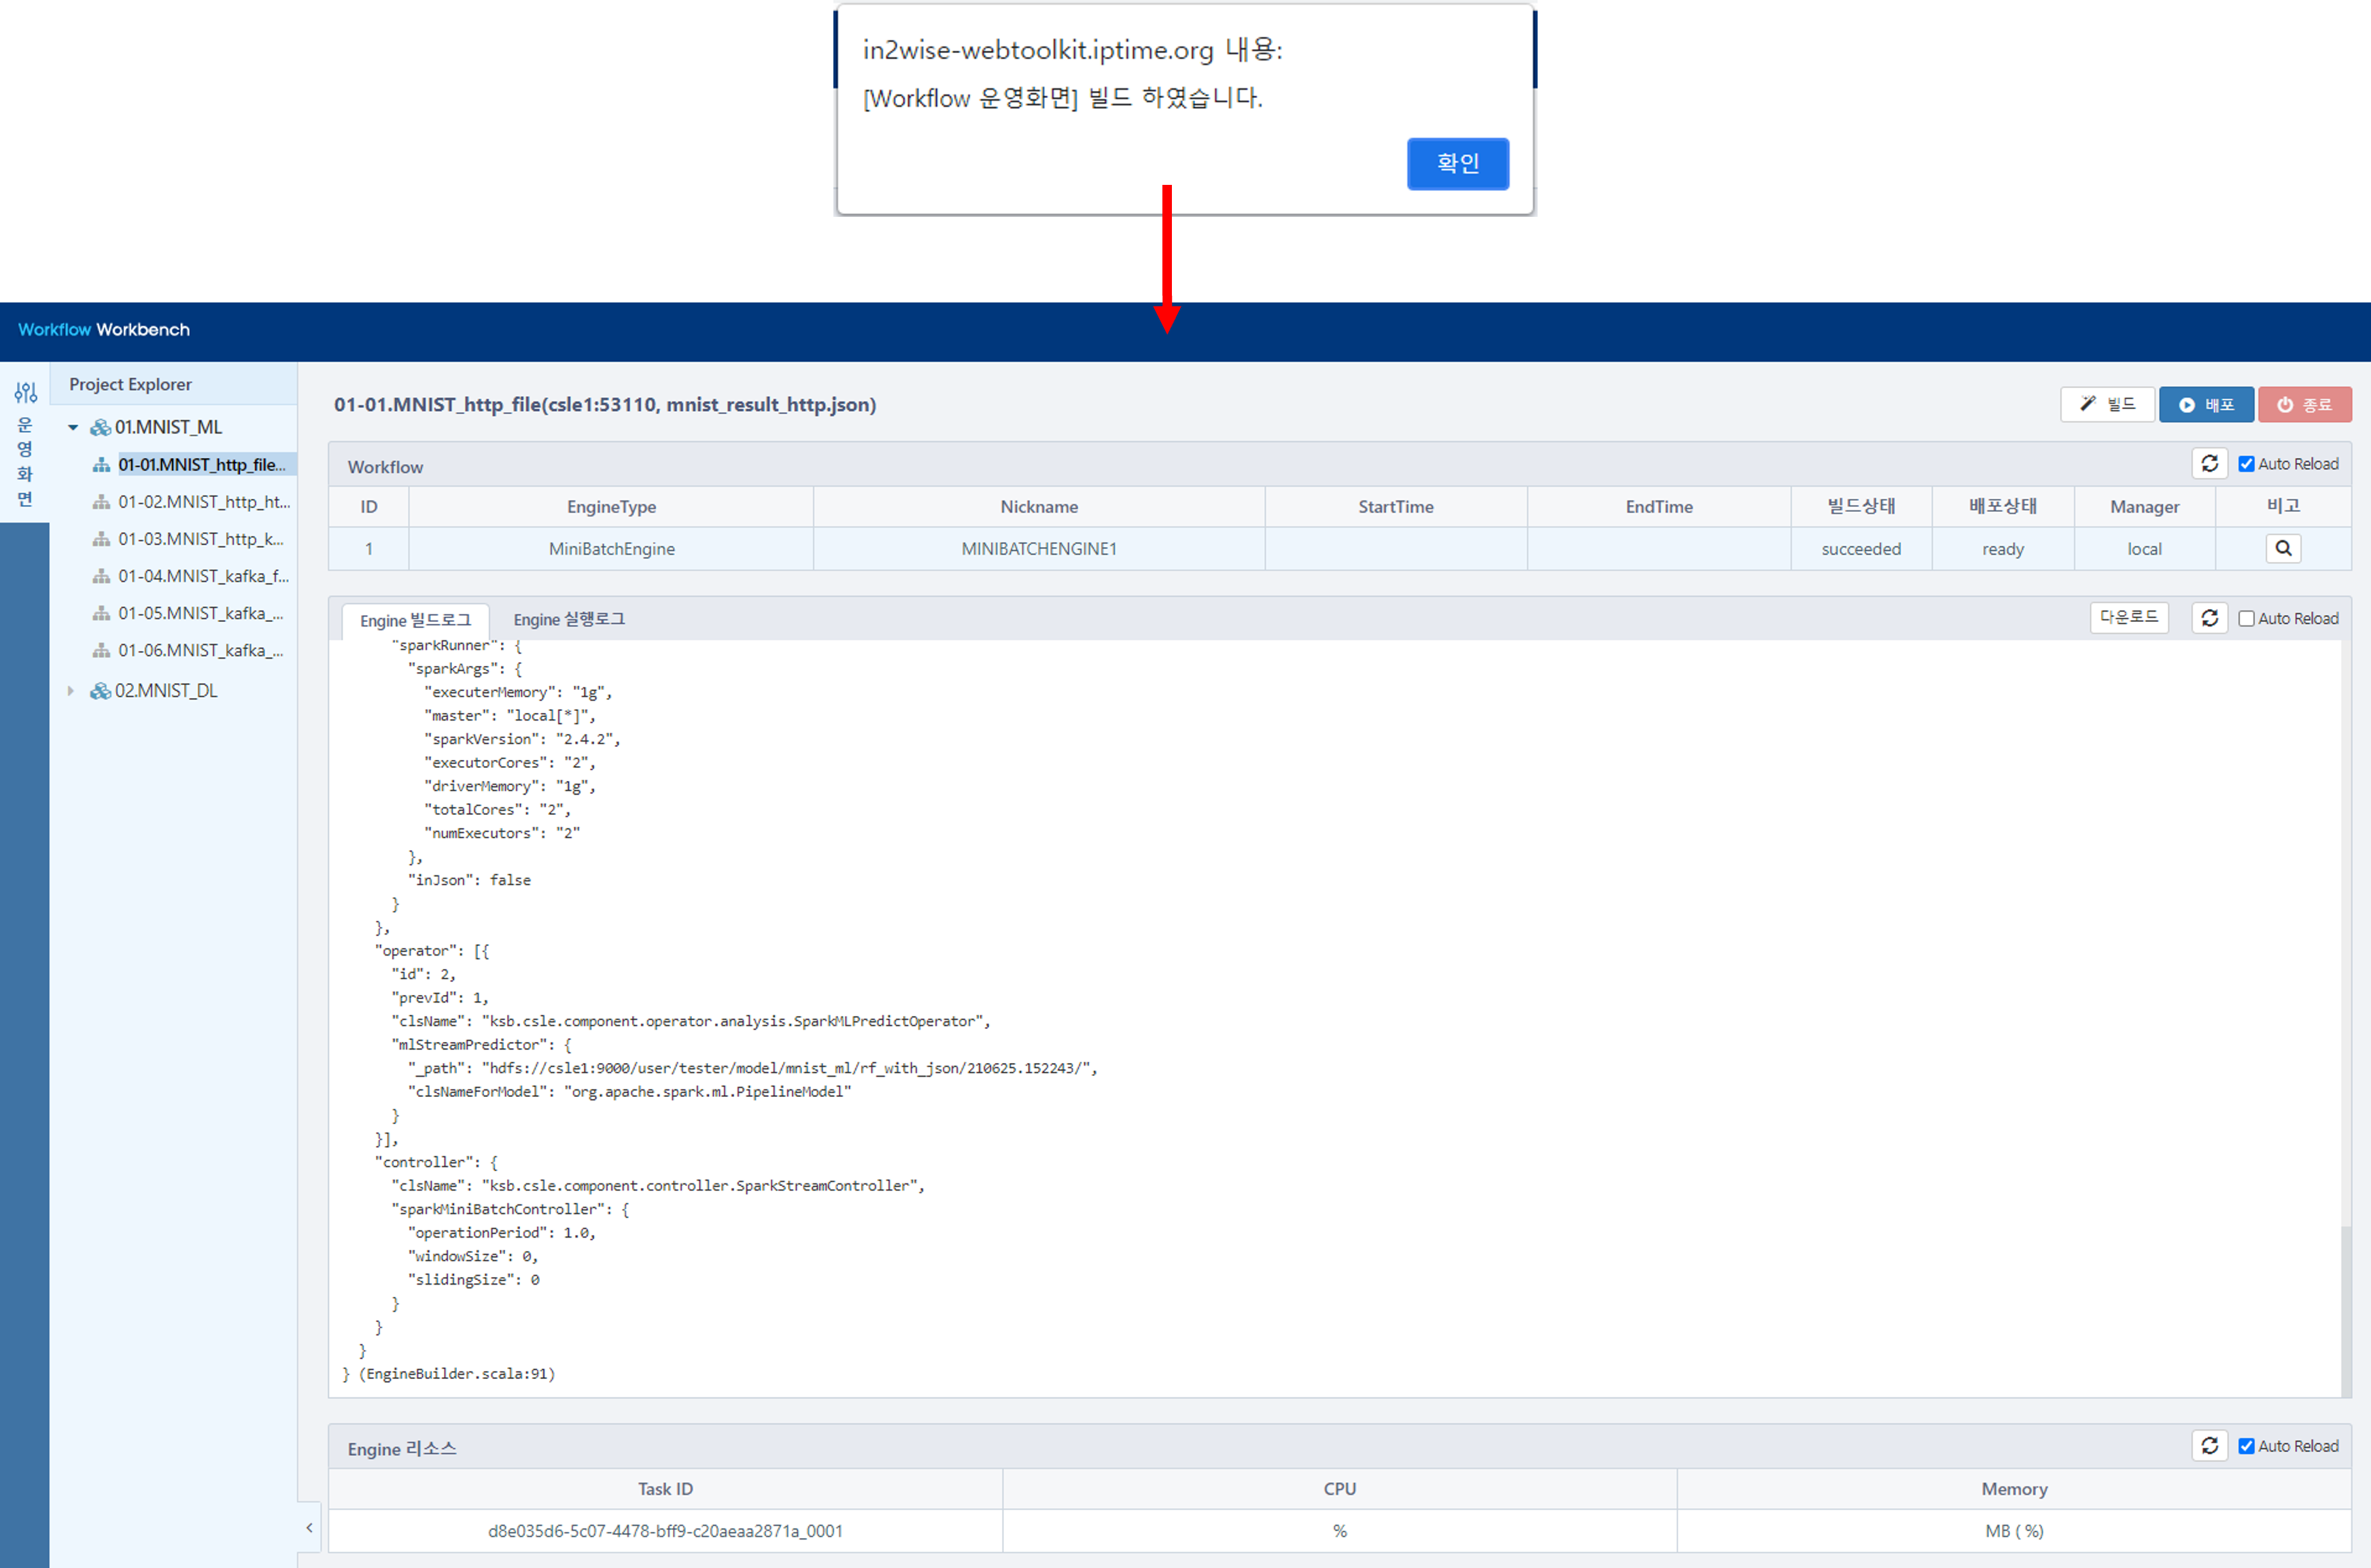 in2wise-webtoolkit.iptime.org 내용:
[Workflow 운영화면] 빌드 하였습니다.
확인
Workflow Workbench
운영화면
Project Explorer
01.MNIST_ML
01-01.MNIST_http_file...
01-02.MNIST_http_ht...
01-03.MNIST_http_k...
01-04.MNIST_kafka_f...
01-05.MNIST_kafka_...
01-06.MNIST_kafka_...
02.MNIST_DL
01-01.MNIST_http_file(csle1:53110, mnist_result_http.json)
빌드 배포 종료
Workflow Auto Reload
ID EngineType Nickname StartTime EndTime 빌드상태 배포상태 Manager 비고
1 MiniBatchEngine MINIBATCHENGINE1 succeeded ready local
Engine 빌드로그 Engine 실행로그 다운로드 Auto Reload
"sparkRunner": {
"sparkArgs": {
"executerMemory": "1g",
"master": "local[*]",
"sparkVersion": "2.4.2",
"executorCores": "2",
"driverMemory": "1g",
"totalCores": "2",
"numExecutors": "2"
},
"inJson": false
}
},
"operator": [{
"id": 2,
"prevId": 1,
"clsName": "ksb.csle.component.operator.analysis.SparkMLPredictOperator",
"mlStreamPredictor": {
"_path": "hdfs://csle1:9000/user/tester/model/mnist_ml/rf_with_json/210625.152243/",
"clsNameForModel": "org.apache.spark.ml.PipelineModel"
}
}],
"controller": {
"clsName": "ksb.csle.component.controller.SparkStreamController",
"sparkMiniBatchController": {
"operationPeriod": 1.0,
"windowSize": 0,
"slidingSize": 0
}
}
}
} (EngineBuilder.scala:91)
Engine 리소스 Auto Reload
Task ID CPU Memory
d8e035d6-5c07-4478-bff9-c20aeaa2871a_0001 % MB ( %)